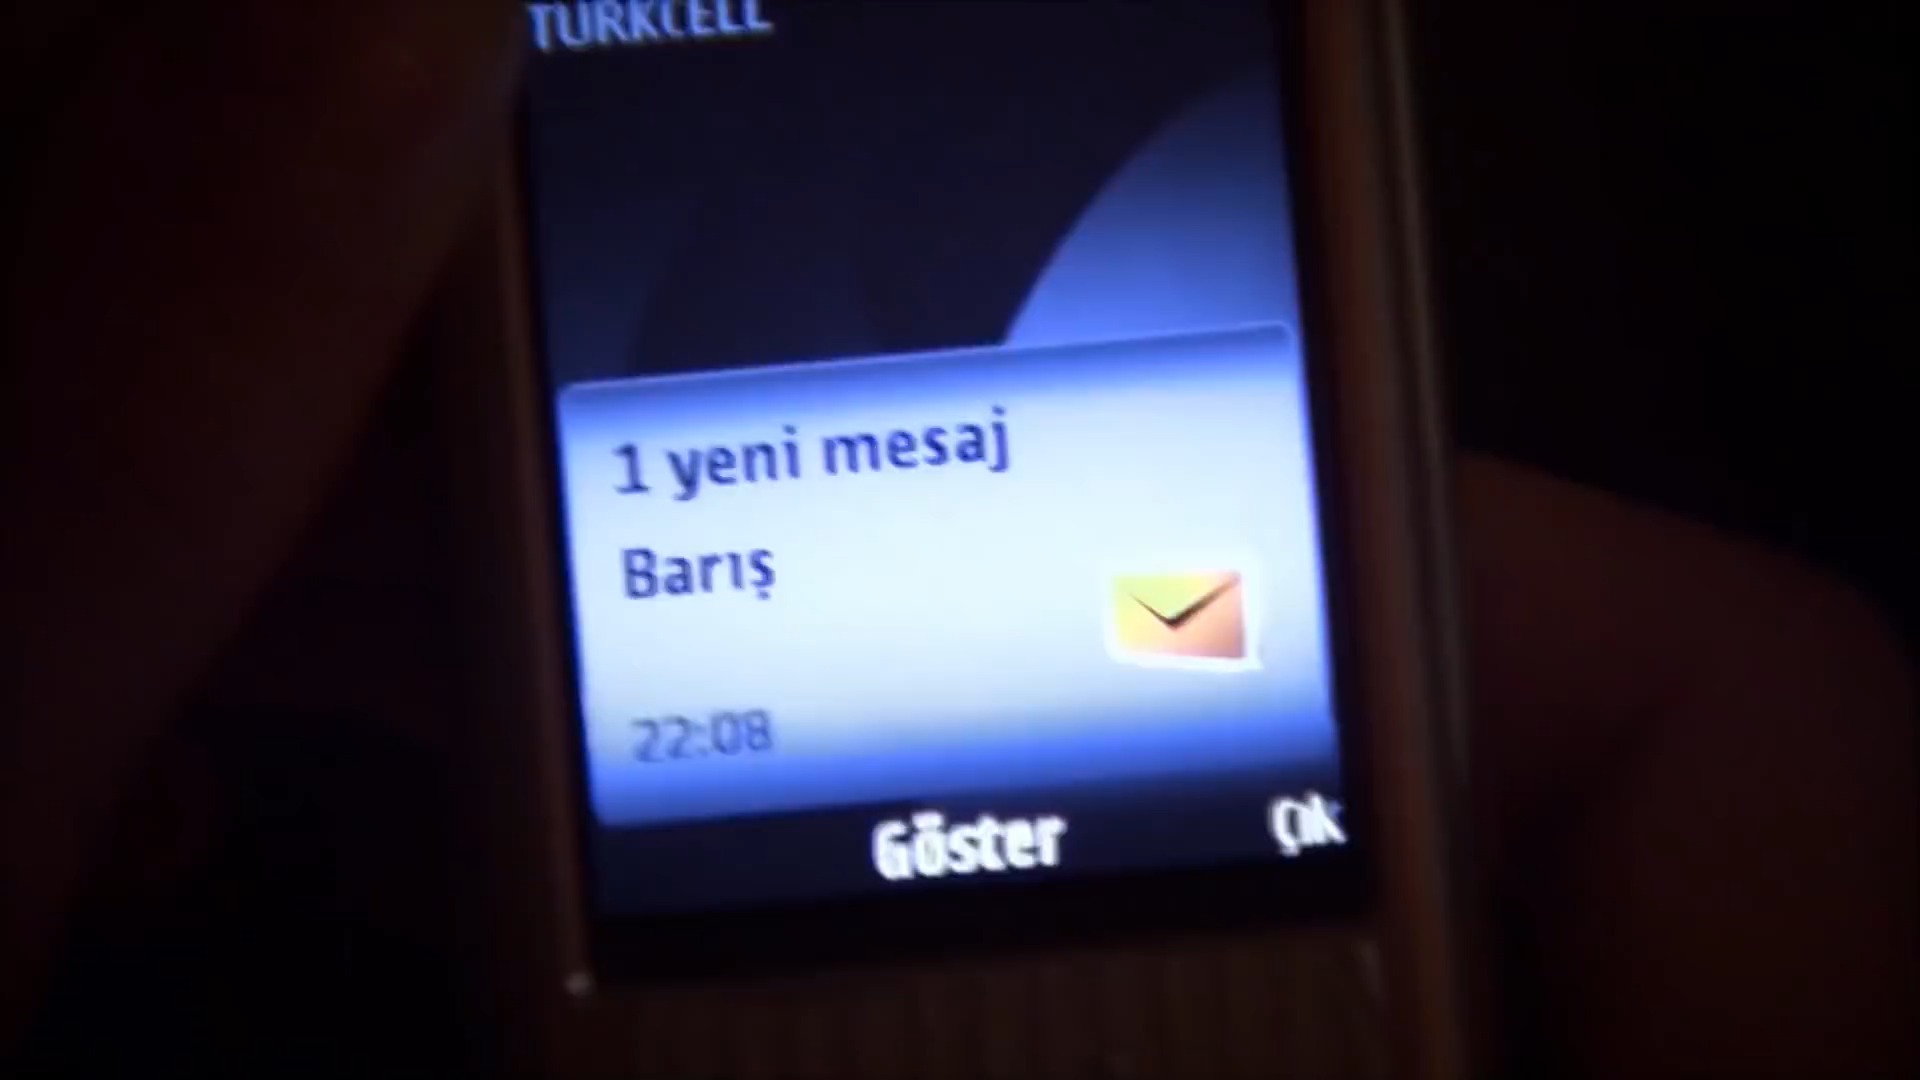 TURKCELL
1 yeni mesaj
Barış
22:08
Göster
Çık